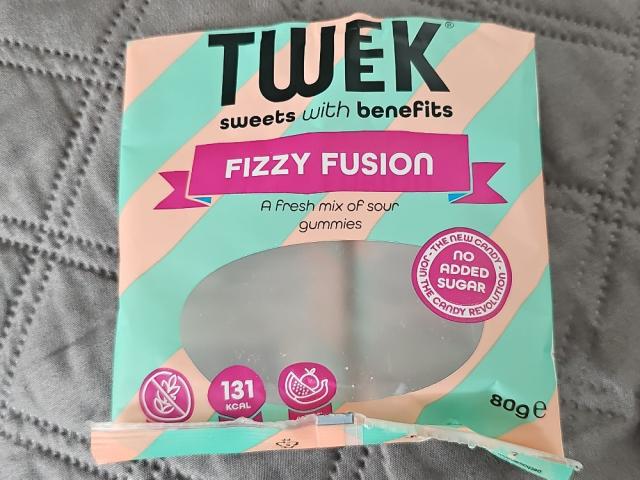 TWEK®
sweets with benefits
FIZZY FUSION
A fresh mix of sour
gummies
THE NEW CANDY
NO
ADDED
SUGAR
JOIN THE CANDY REVOLUTION
131
KCAL
80g e